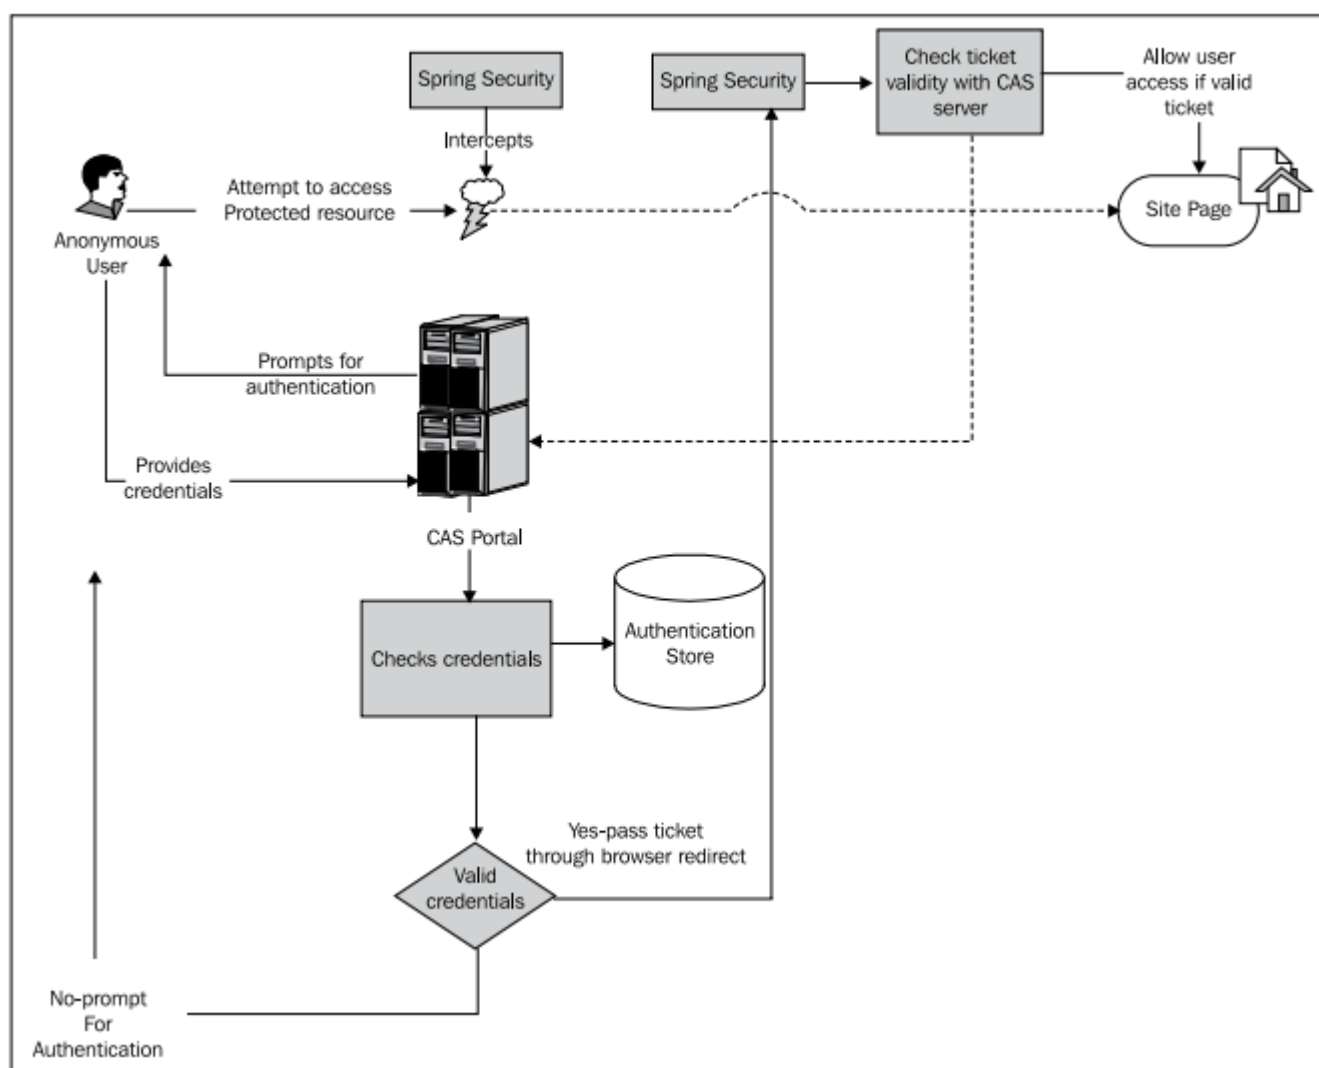 Spring Security
Spring Security
Check ticket
validity with CAS
server
Allow user
access if valid
ticket
Intercepts
Attempt to access
Protected resource
Site Page
Anonymous
User
Prompts for
authentication
Provides
credentials
CAS Portal
Checks credentials
Authentication
Store
Yes-pass ticket
through browser redirect
Valid
credentials
No-prompt
For
Authentication